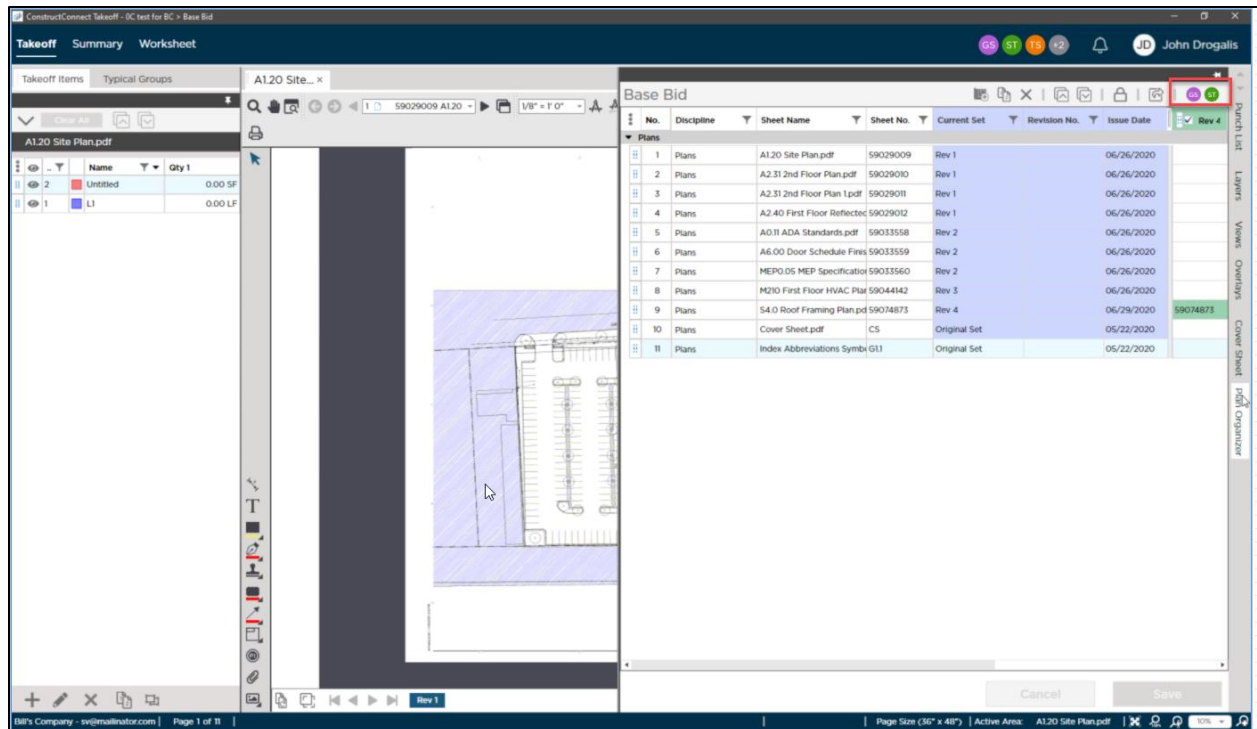 ConstructConnect Takeoff - BC test for BC > Base Bid
Takeoff Summary Worksheet
GS ST TS +2 JD John Drogalis
Takeoff Items Typical Groups
A1.20 Site... ×
Clear All
1 59029009 A1.20 1/8" = 1' 0"
Base Bid
GS ST
A1.20 Site Plan.pdf
Name Qty 1
2 Untitled 0.00 SF
1 L1 0.00 LF
No. Discipline Sheet Name Sheet No. Current Set Revision No. Issue Date Rev 4
Plans
1 Plans A1.20 Site Plan.pdf 59029009 Rev 1 06/26/2020
2 Plans A2.31 2nd Floor Plan.pdf 59029010 Rev 1 06/26/2020
3 Plans A2.31 2nd Floor Plan 1.pdf 59029011 Rev 1 06/26/2020
4 Plans A2.40 First Floor Reflected 59029012 Rev 1 06/26/2020
5 Plans A0.11 ADA Standards.pdf 59033558 Rev 2 06/26/2020
6 Plans A6.00 Door Schedule Finis 59033559 Rev 2 06/26/2020
7 Plans MEP0.05 MEP Specification 59033560 Rev 2 06/26/2020
8 Plans M210 First Floor HVAC Plan 59044142 Rev 3 06/26/2020
9 Plans S4.0 Roof Framing Plan.pd 59074873 Rev 4 06/29/2020 59074873
10 Plans Cover Sheet.pdf CS Original Set 05/22/2020
11 Plans Index Abbreviations Symb G1.1 Original Set 05/22/2020
Punch List
Layers
Views
Overlays
Cover Sheet
Plan Organizer
T
Rev 1
Cancel Save
Bill's Company - sv@mailinator.com Page 1 of 11 Page Size (36" x 48") Active Area: A1.20 Site Plan.pdf 10%